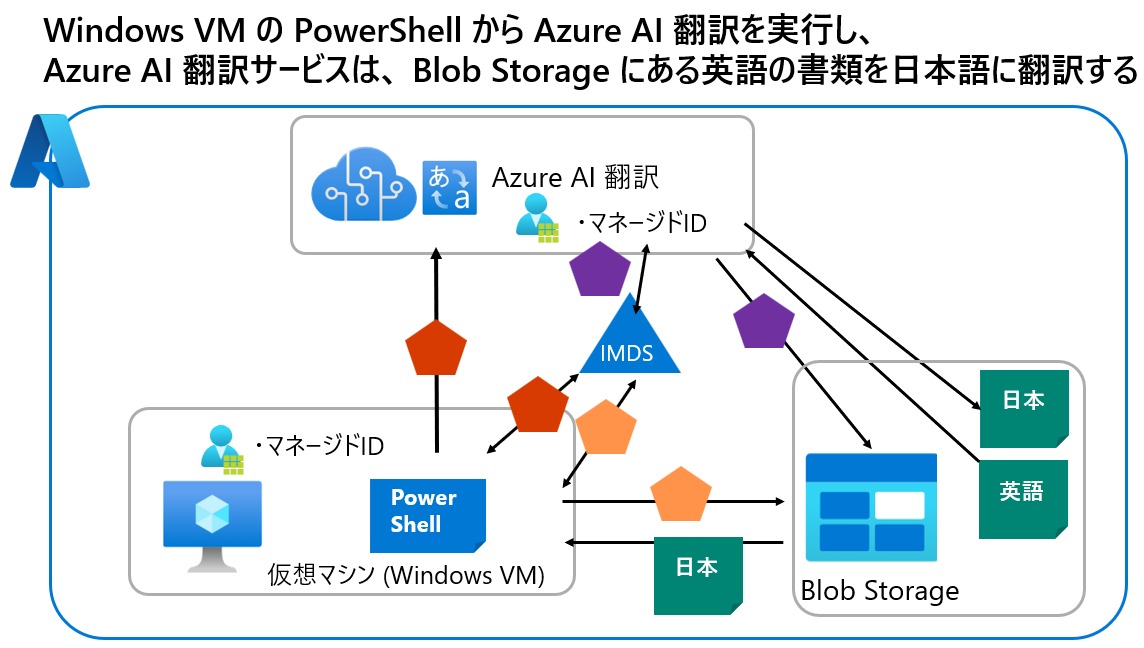 Windows VM の PowerShell から Azure AI 翻訳を実行し、
Azure AI 翻訳サービスは、Blob Storage にある英語の書類を日本語に翻訳する
あ
a
Azure AI 翻訳
・マネージドID
IMDS
・マネージドID
Power
Shell
仮想マシン (Windows VM)
日本
日本
英語
Blob Storage